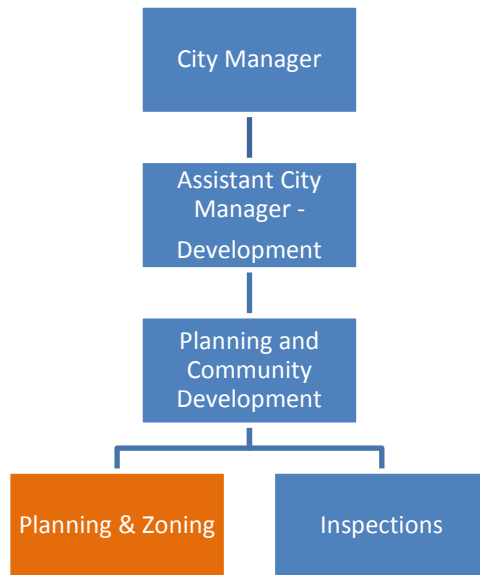 City Manager
Assistant City
Manager -
Development
Planning and
Community
Development
Planning & Zoning
Inspections